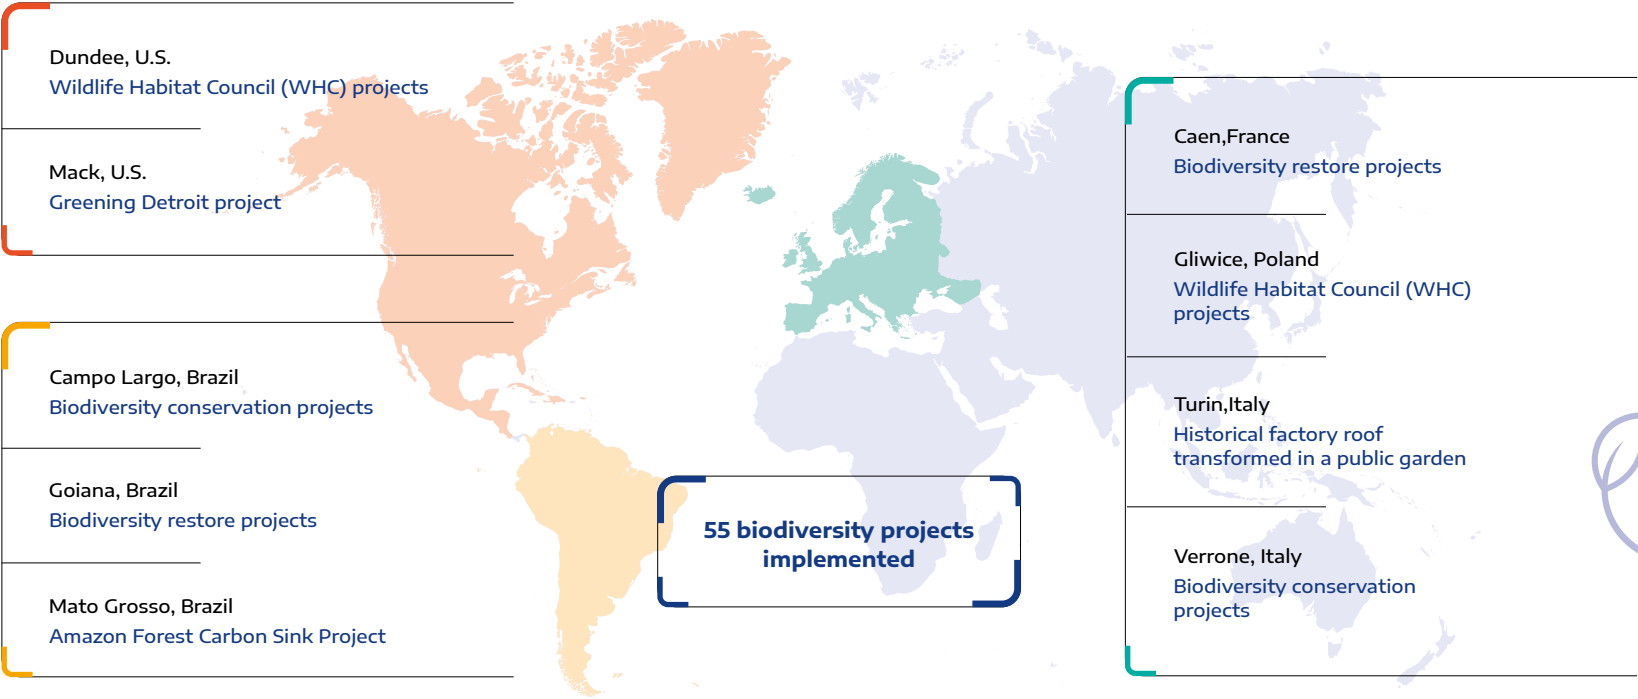 Dundee, U.S.
Wildlife Habitat Council (WHC) projects
Mack, U.S.
Greening Detroit project
Campo Largo, Brazil
Biodiversity conservation projects
Goiana, Brazil
Biodiversity restore projects
Mato Grosso, Brazil
Amazon Forest Carbon Sink Project
55 biodiversity projects
implemented
Caen,France
Biodiversity restore projects
Gliwice, Poland
Wildlife Habitat Council (WHC)
projects
Turin,Italy
Historical factory roof
transformed in a public garden
Verrone, Italy
Biodiversity conservation
projects